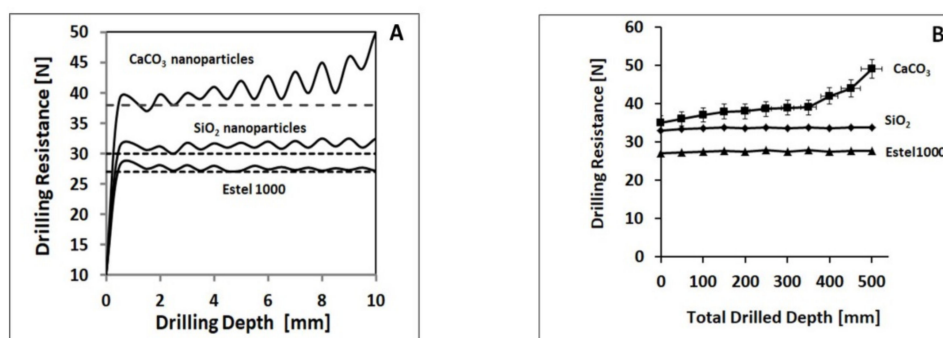 A
50
45
40
35
30
25
20
15
10
Drilling Resistance [N]
CaCO₃ nanoparticles
SiO₂ nanoparticles
Estel 1000
0 2 4 6 8 10
Drilling Depth [mm]
B
60
50
40
30
20
10
0
Drilling Resistance [N]
CaCO₃
SiO₂
Estel1000
0 100 200 300 400 500
Total Drilled Depth [mm]